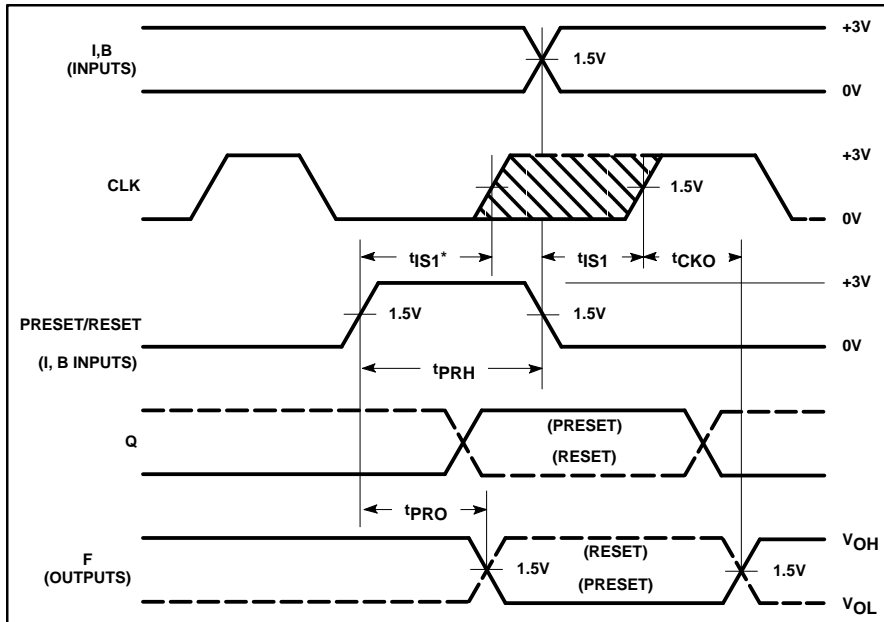 +3V
I,B
(INPUTS)
1.5V
0V
+3V
CLK
1.5V
0V
tIS1*
tIS1
tCKO
+3V
PRESET/RESET
1.5V
1.5V
(I, B INPUTS)
0V
tPRH
(PRESET)
Q
(RESET)
tPRO
F
(OUTPUTS)
(RESET)
VOH
1.5V
1.5V
(PRESET)
VOL